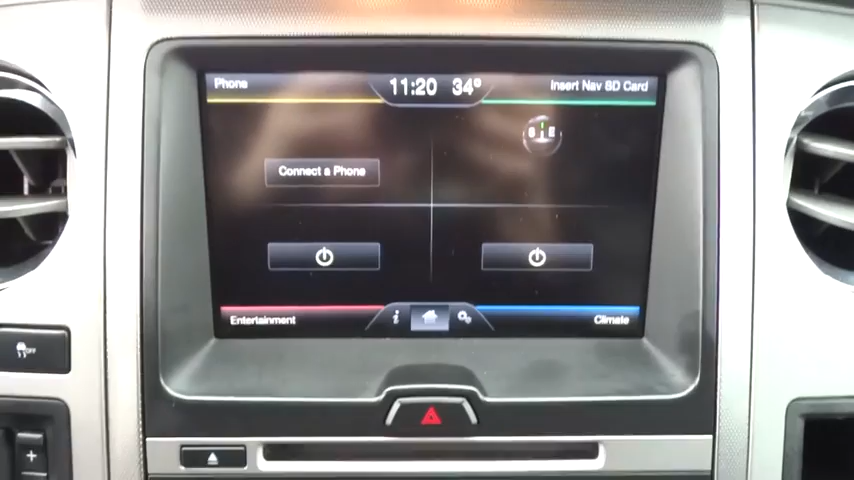 Phone
11:20 34°
Insert Nav SD Card
S E
Connect a Phone
Entertainment
i
Climate
OFF
+